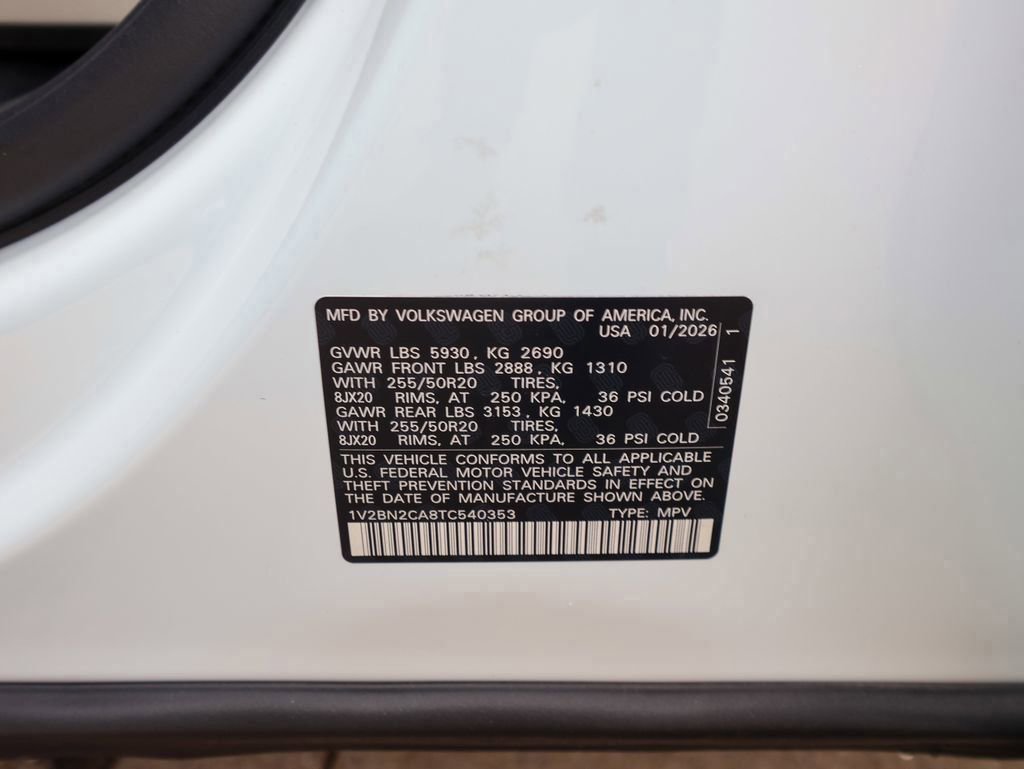 MFD BY VOLKSWAGEN GROUP OF AMERICA, INC.
USA 01/2026
GVWR LBS 5930, KG 2690
GAWR FRONT LBS 2888, KG 1310
WITH 255/50R20 TIRES,
8JX20 RIMS, AT 250 KPA, 36 PSI COLD
GAWR REAR LBS 3153, KG 1430
WITH 255/50R20 TIRES,
8JX20 RIMS, AT 250 KPA, 36 PSI COLD
0340541 1
THIS VEHICLE CONFORMS TO ALL APPLICABLE
U.S. FEDERAL MOTOR VEHICLE SAFETY AND
THEFT PREVENTION STANDARDS IN EFFECT ON
THE DATE OF MANUFACTURE SHOWN ABOVE.
1V2BN2CA8TC540353 TYPE: MPV